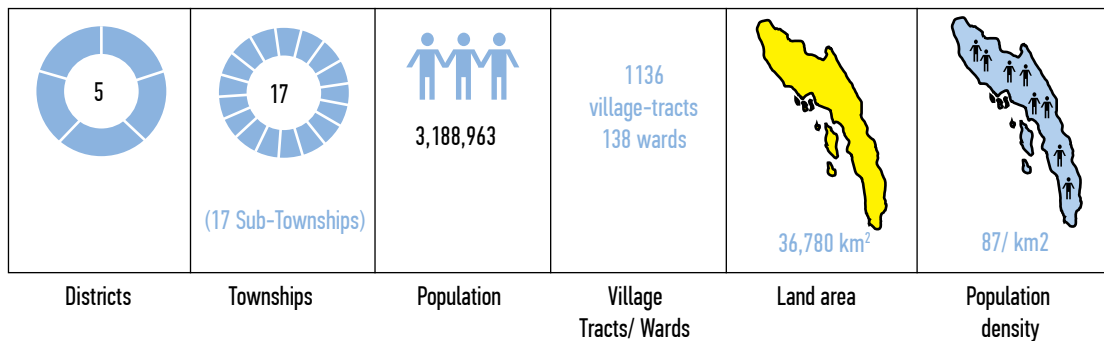 5
17
(17 Sub-Townships)
3,188,963
1136
village-tracts
138 wards
36,780 km²
87/ km2
Districts
Townships
Population
Village
Tracts/ Wards
Land area
Population
density